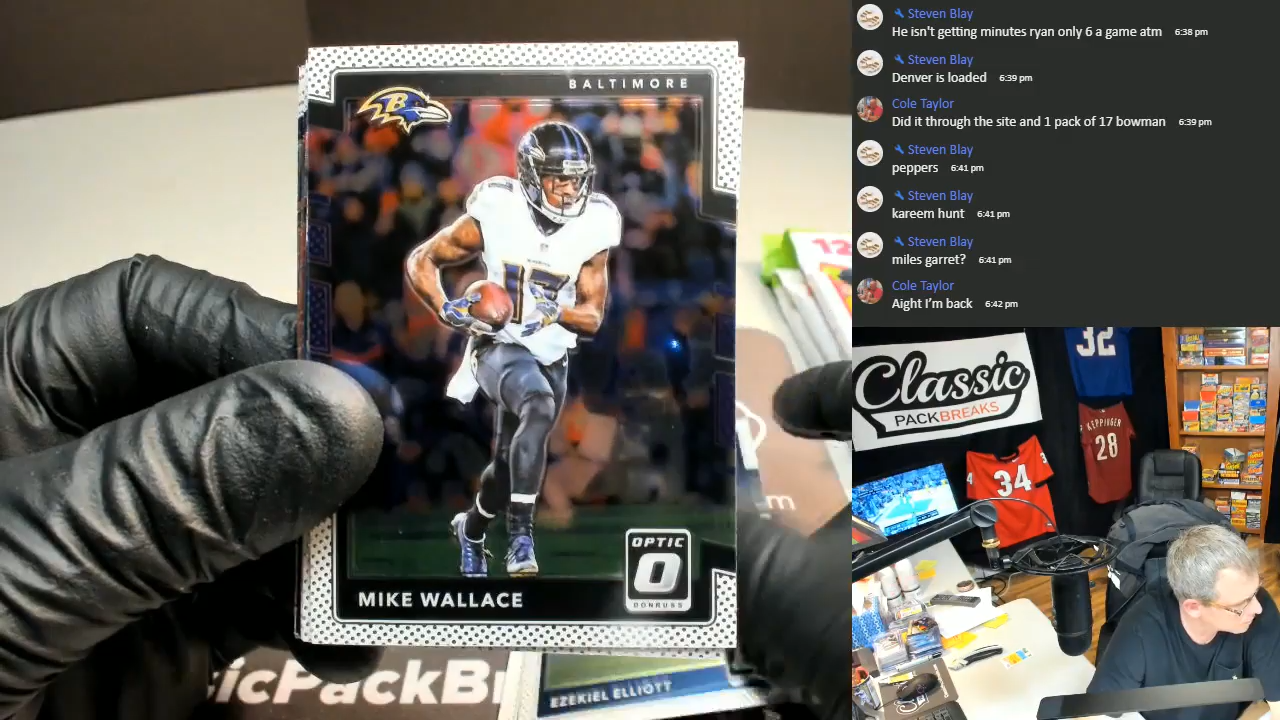 BALTIMORE
17
OPTIC
DONRUSS
MIKE WALLACE
EZEKIEL ELLIOTT
icPackBr
12
m
Steven Blay
He isn't getting minutes ryan only 6 a game atm 6:38 pm
Steven Blay
Denver is loaded 6:39 pm
Cole Taylor
Did it through the site and 1 pack of 17 bowman 6:39 pm
Steven Blay
peppers 6:41 pm
Steven Blay
kareem hunt 6:41 pm
Steven Blay
miles garret? 6:41 pm
Cole Taylor
Aight I'm back 6:42 pm
Classic
PACKBREAKS
32
KEPPINGER
28
34